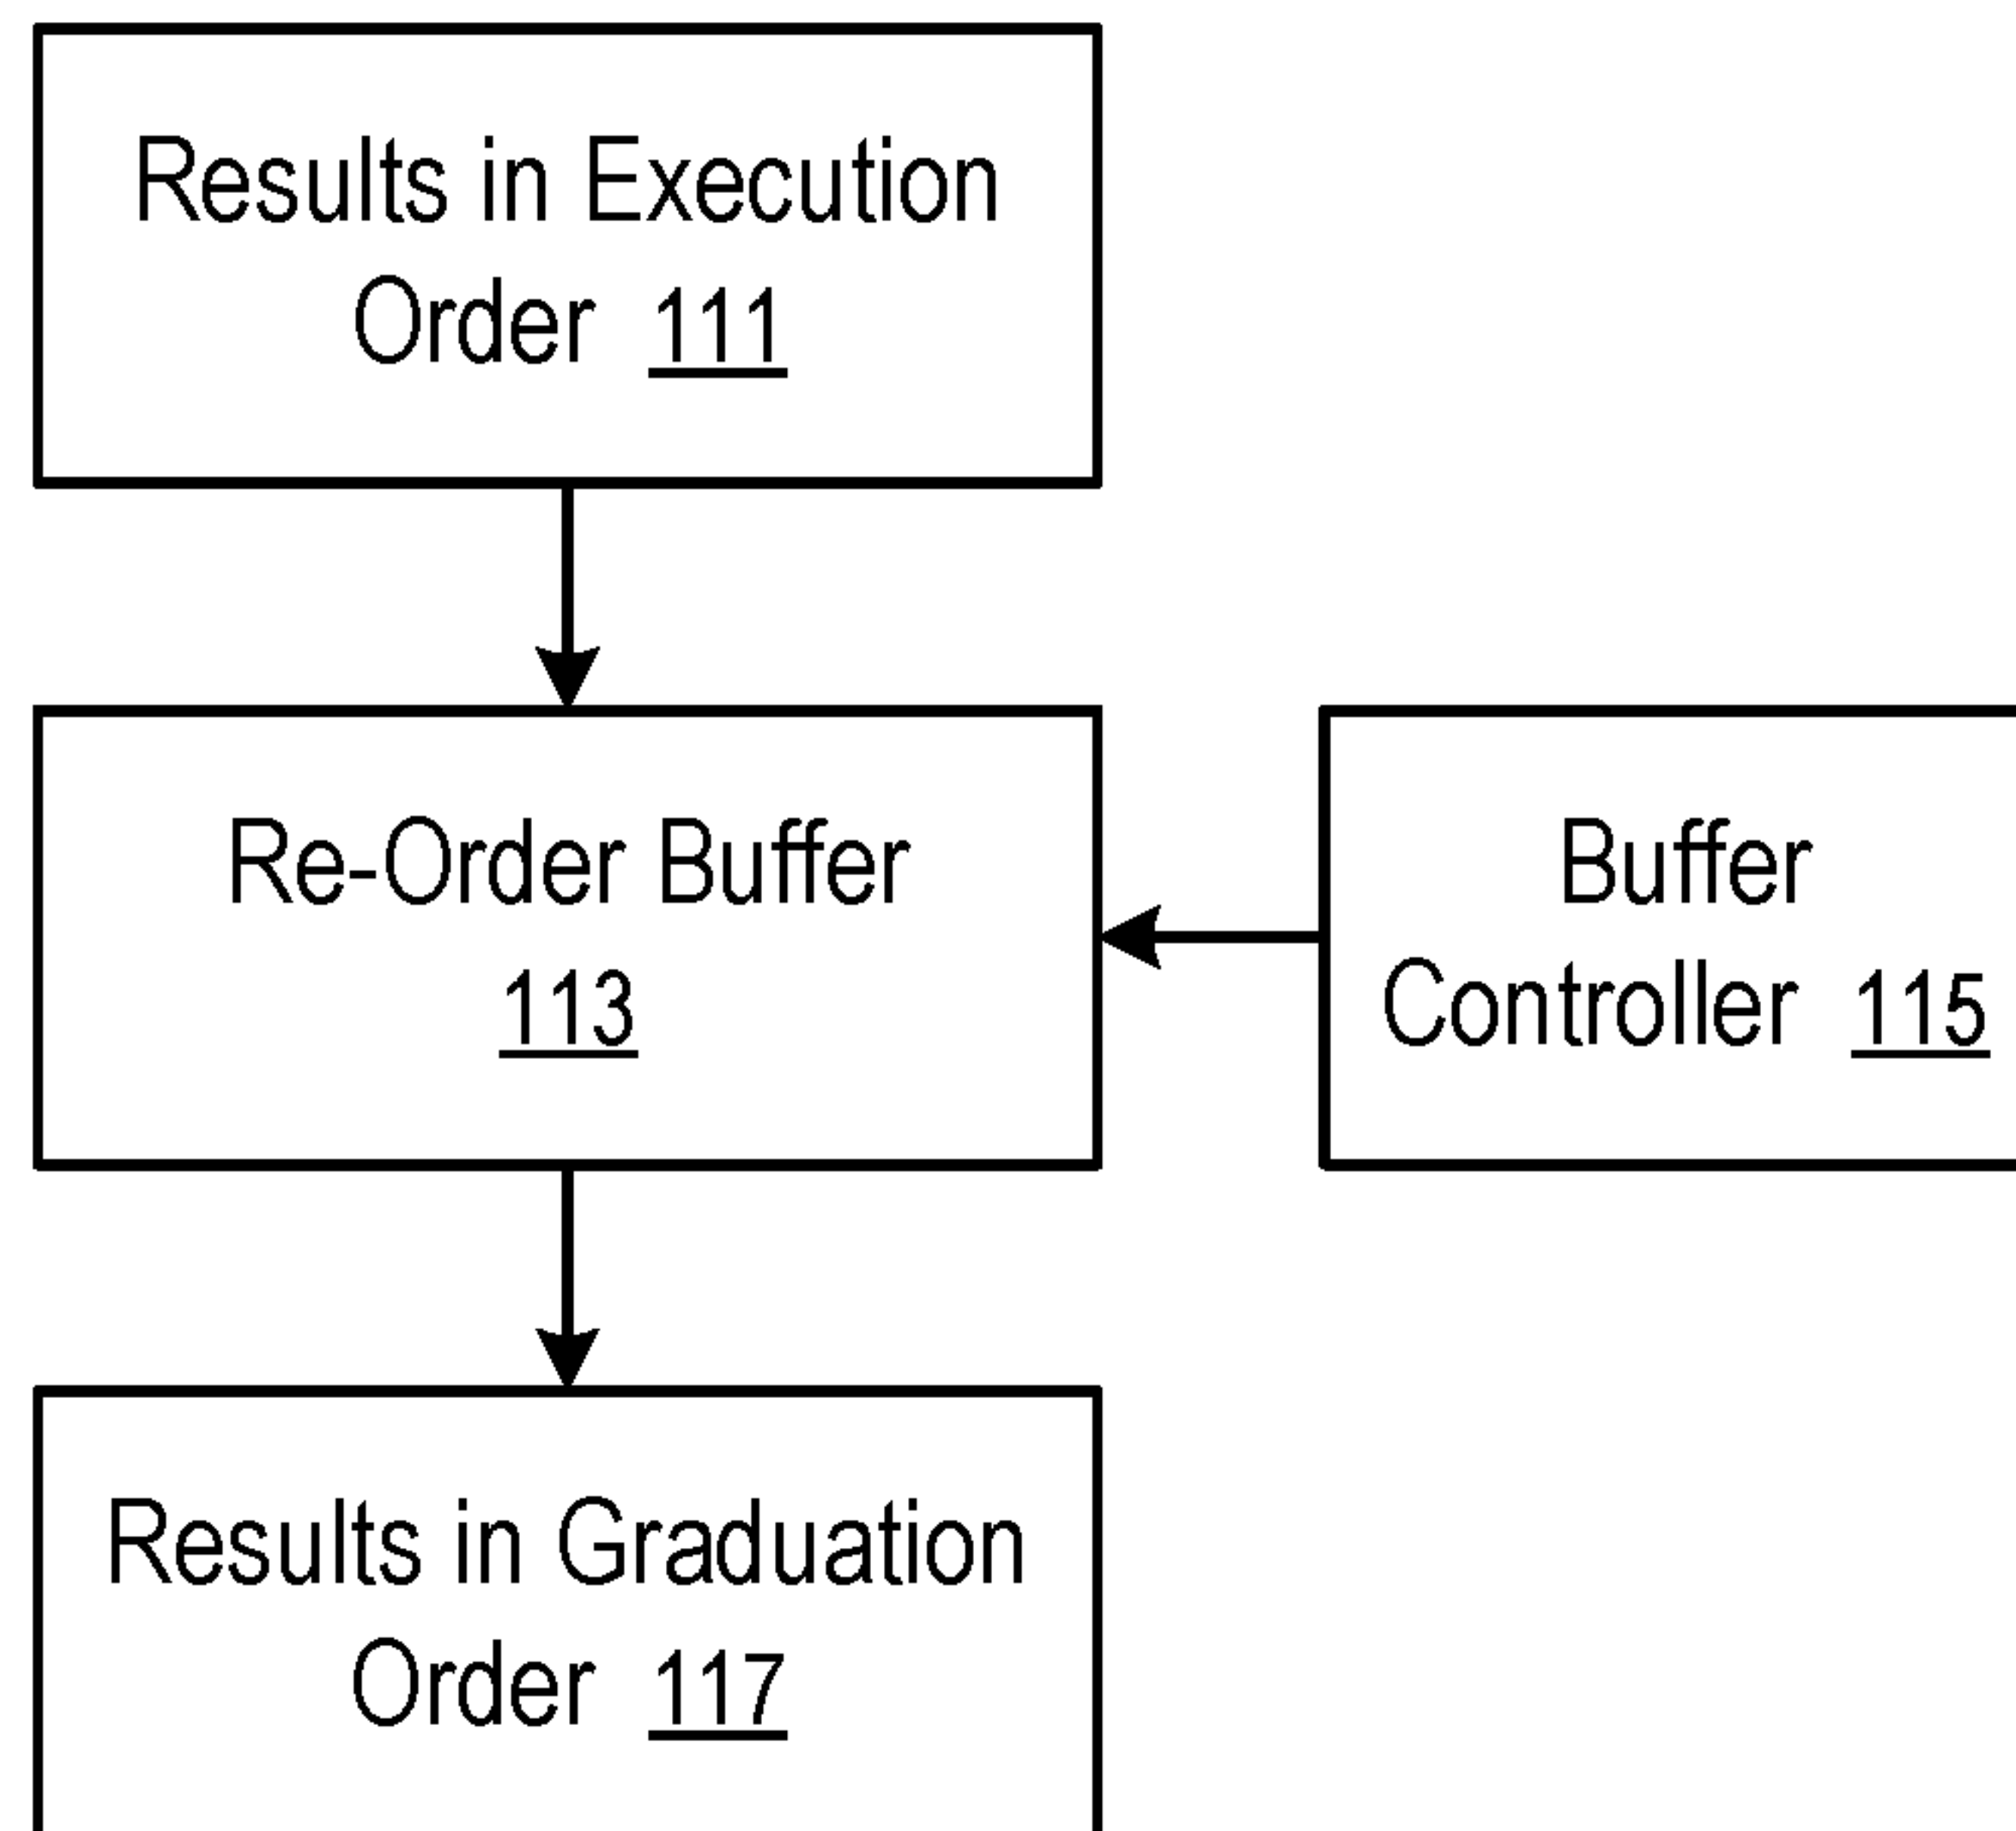 Results in Execution
Order 111
Re-Order Buffer
113
Buffer
Controller 115
Results in Graduation
Order 117